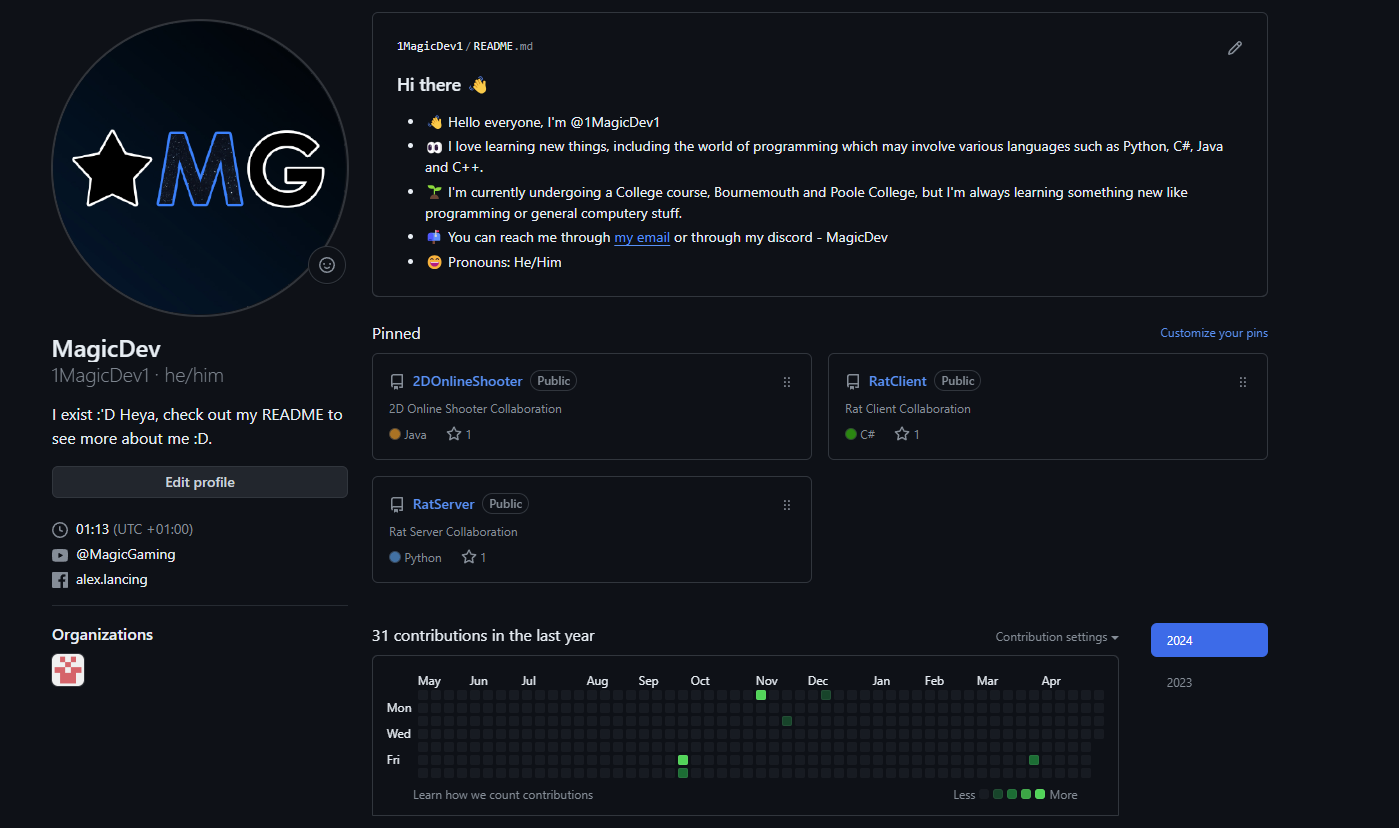 MG
MagicDev
1MagicDev1 · he/him
I exist :'D Heya, check out my README to
see more about me :D.
Edit profile
01:13 (UTC +01:00)
@MagicGaming
alex.lancing
Organizations
1MagicDev1/README.md
Hi there 👋
👋 Hello everyone, I'm @1MagicDev1
👀 I love learning new things, including the world of programming which may involve various languages such as Python, C#, Java
and C++.
🌱 I'm currently undergoing a College course, Bournemouth and Poole College, but I'm always learning something new like
programming or general computery stuff.
📫 You can reach me through my email or through my discord - MagicDev
😄 Pronouns: He/Him
Pinned
Customize your pins
2DOnlineShooter Public
2D Online Shooter Collaboration
Java 1
RatClient Public
Rat Client Collaboration
C# 1
RatServer Public
Rat Server Collaboration
Python 1
31 contributions in the last year
Contribution settings
2024
2023
May Jun Jul Aug Sep Oct Nov Dec Jan Feb Mar Apr
Mon
Wed
Fri
Learn how we count contributions
Less More